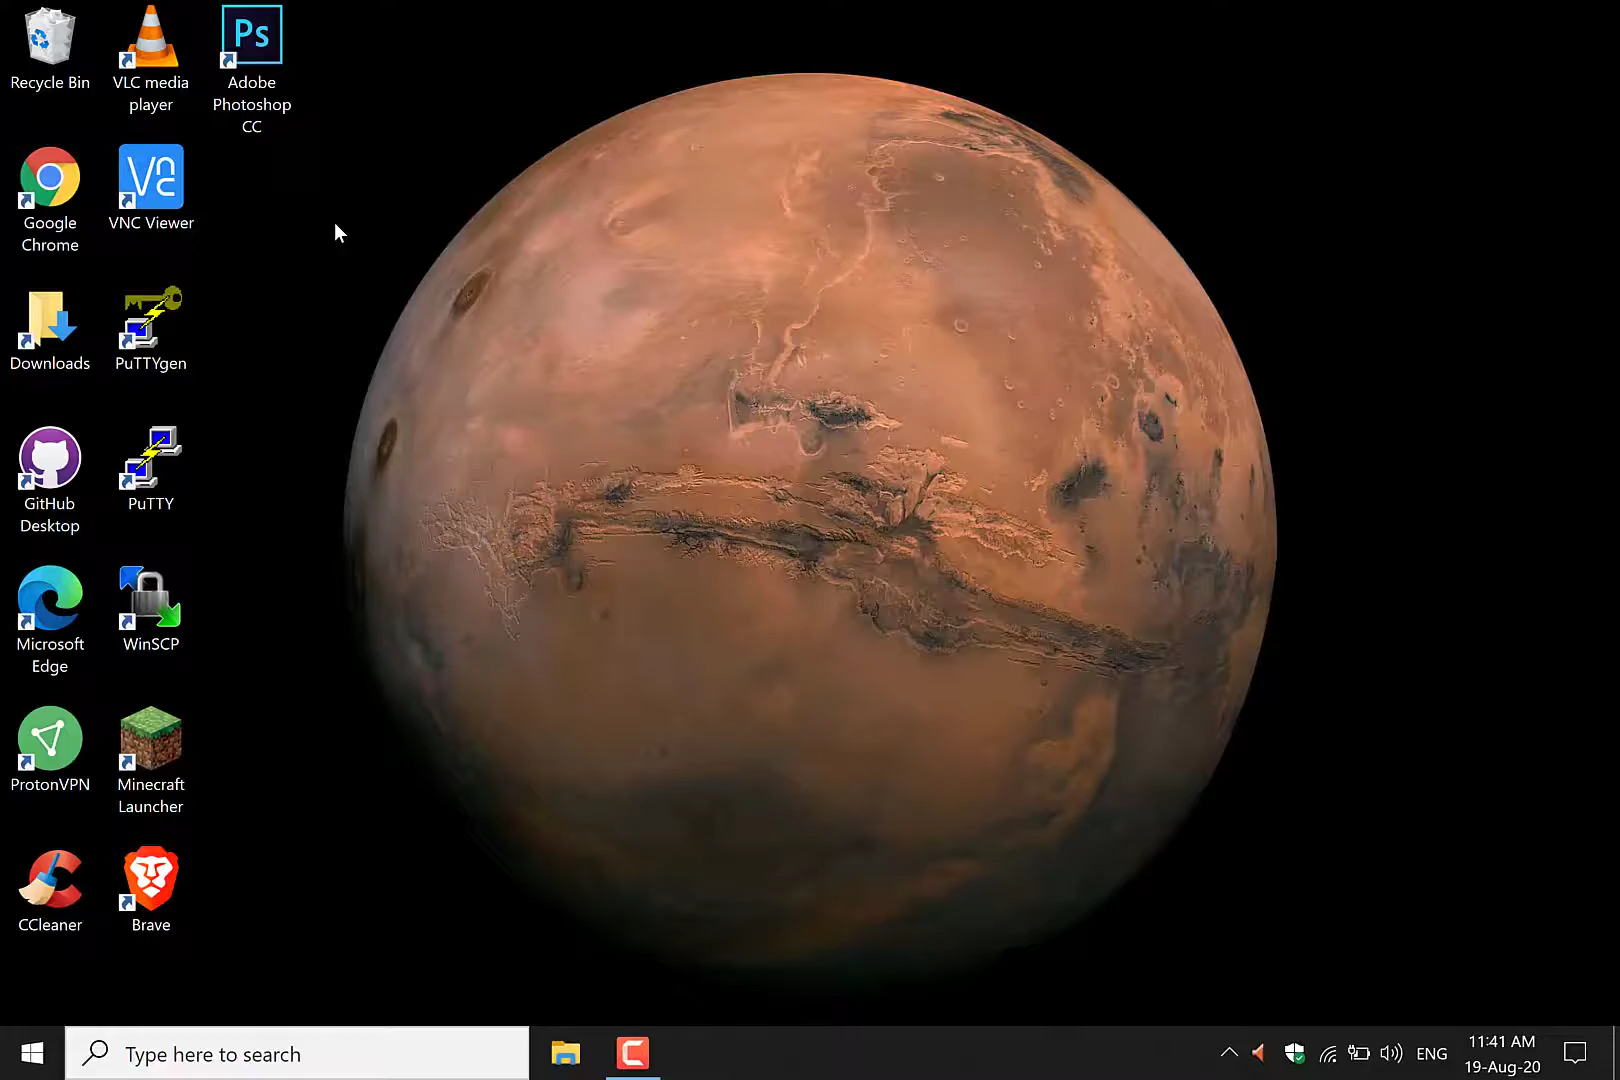 Recycle Bin
VLC media
player
Ps
Adobe
Photoshop
CC
Google
Chrome
VNC Viewer
Downloads
PuTTYgen
GitHub
Desktop
PuTTY
Microsoft
Edge
WinSCP
ProtonVPN
Minecraft
Launcher
CCleaner
Brave
Type here to search
ENG
11:41 AM
19-Aug-20